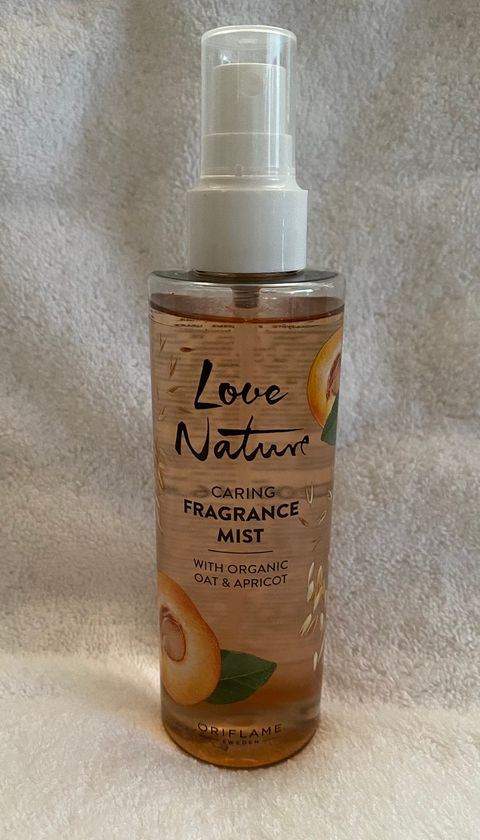 Love
Nature
CARING
FRAGRANCE
MIST
WITH ORGANIC
OAT & APRICOT
ORIFLAME
SWEDEN